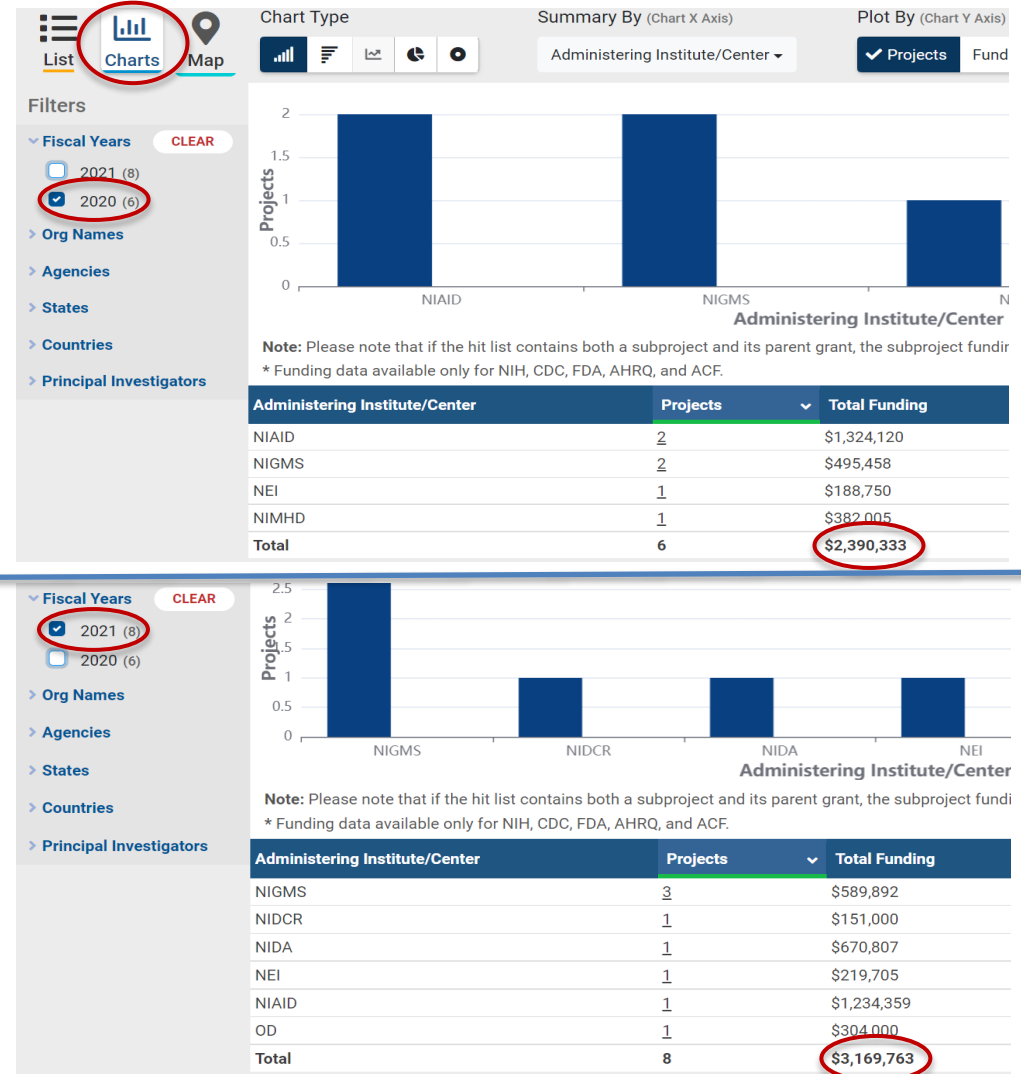 Chart Type Summary By (Chart X Axis) Plot By (Chart Y Axis)
List Charts Map Administering Institute/Center Projects Fund
Filters
Fiscal Years CLEAR
2021 (8)
2020 (6)
Org Names
Agencies
States
Countries
Principal Investigators
2
1.5
1
0.5
0
Projects
NIAID NIGMS N
Administering Institute/Center
Note: Please note that if the hit list contains both a subproject and its parent grant, the subproject fundin
* Funding data available only for NIH, CDC, FDA, AHRQ, and ACF.
Administering Institute/Center Projects Total Funding
NIAID 2 $1,324,120
NIGMS 2 $495,458
NEI 1 $188,750
NIMHD 1 $382,005
Total 6 $2,390,333
Fiscal Years CLEAR
2021 (8)
2020 (6)
Org Names
Agencies
States
Countries
Principal Investigators
2.5
2
1.5
1
0.5
0
Projects
NIGMS NIDCR NIDA NEI
Administering Institute/Center
Note: Please note that if the hit list contains both a subproject and its parent grant, the subproject fundi
* Funding data available only for NIH, CDC, FDA, AHRQ, and ACF.
Administering Institute/Center Projects Total Funding
NIGMS 3 $589,892
NIDCR 1 $151,000
NIDA 1 $670,807
NEI 1 $219,705
NIAID 1 $1,234,359
OD 1 $304,000
Total 8 $3,169,763